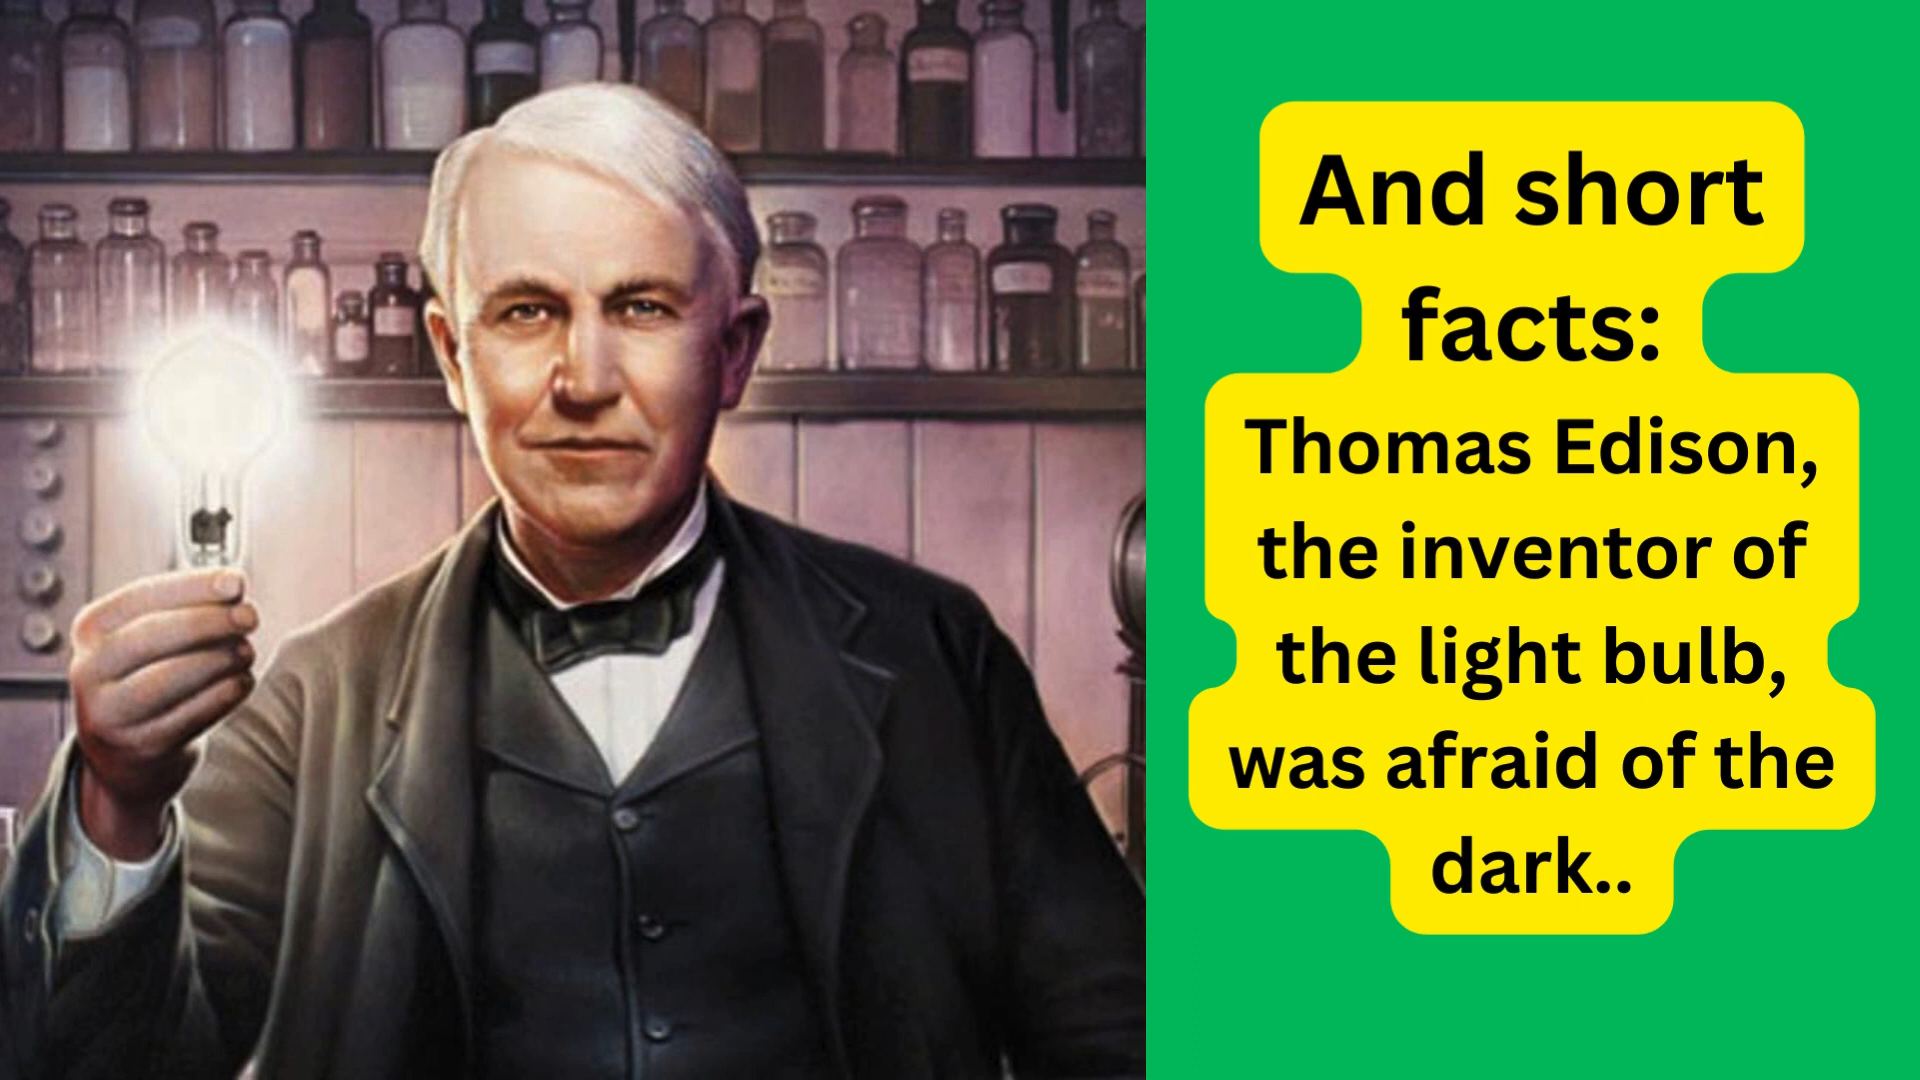 And short
facts:
Thomas Edison,
the inventor of
the light bulb,
was afraid of the
dark..